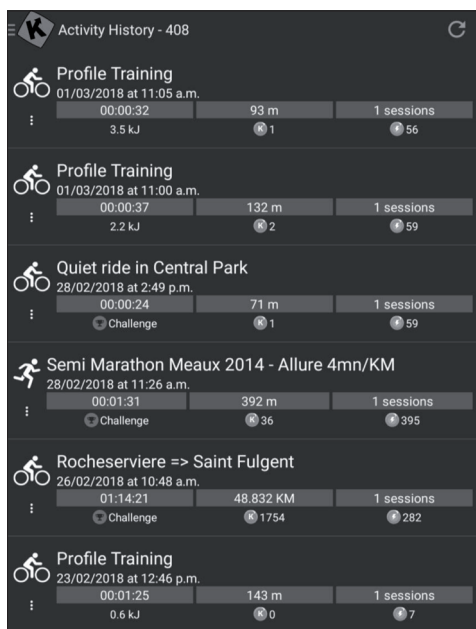 K Activity History - 408
Profile Training
01/03/2018 at 11:05 a.m.
00:00:32 93 m 1 sessions
3.5 kJ K 1 56
Profile Training
01/03/2018 at 11:00 a.m.
00:00:37 132 m 1 sessions
2.2 kJ K 2 59
Quiet ride in Central Park
28/02/2018 at 2:49 p.m.
00:00:24 71 m 1 sessions
Challenge K 1 59
Semi Marathon Meaux 2014 - Allure 4mn/KM
28/02/2018 at 11:26 a.m.
00:01:31 392 m 1 sessions
Challenge K 36 395
Rocheserviere => Saint Fulgent
26/02/2018 at 10:48 a.m.
01:14:21 48.832 KM 1 sessions
Challenge K 1754 282
Profile Training
23/02/2018 at 12:46 p.m.
00:01:25 143 m 1 sessions
0.6 kJ K 0 7